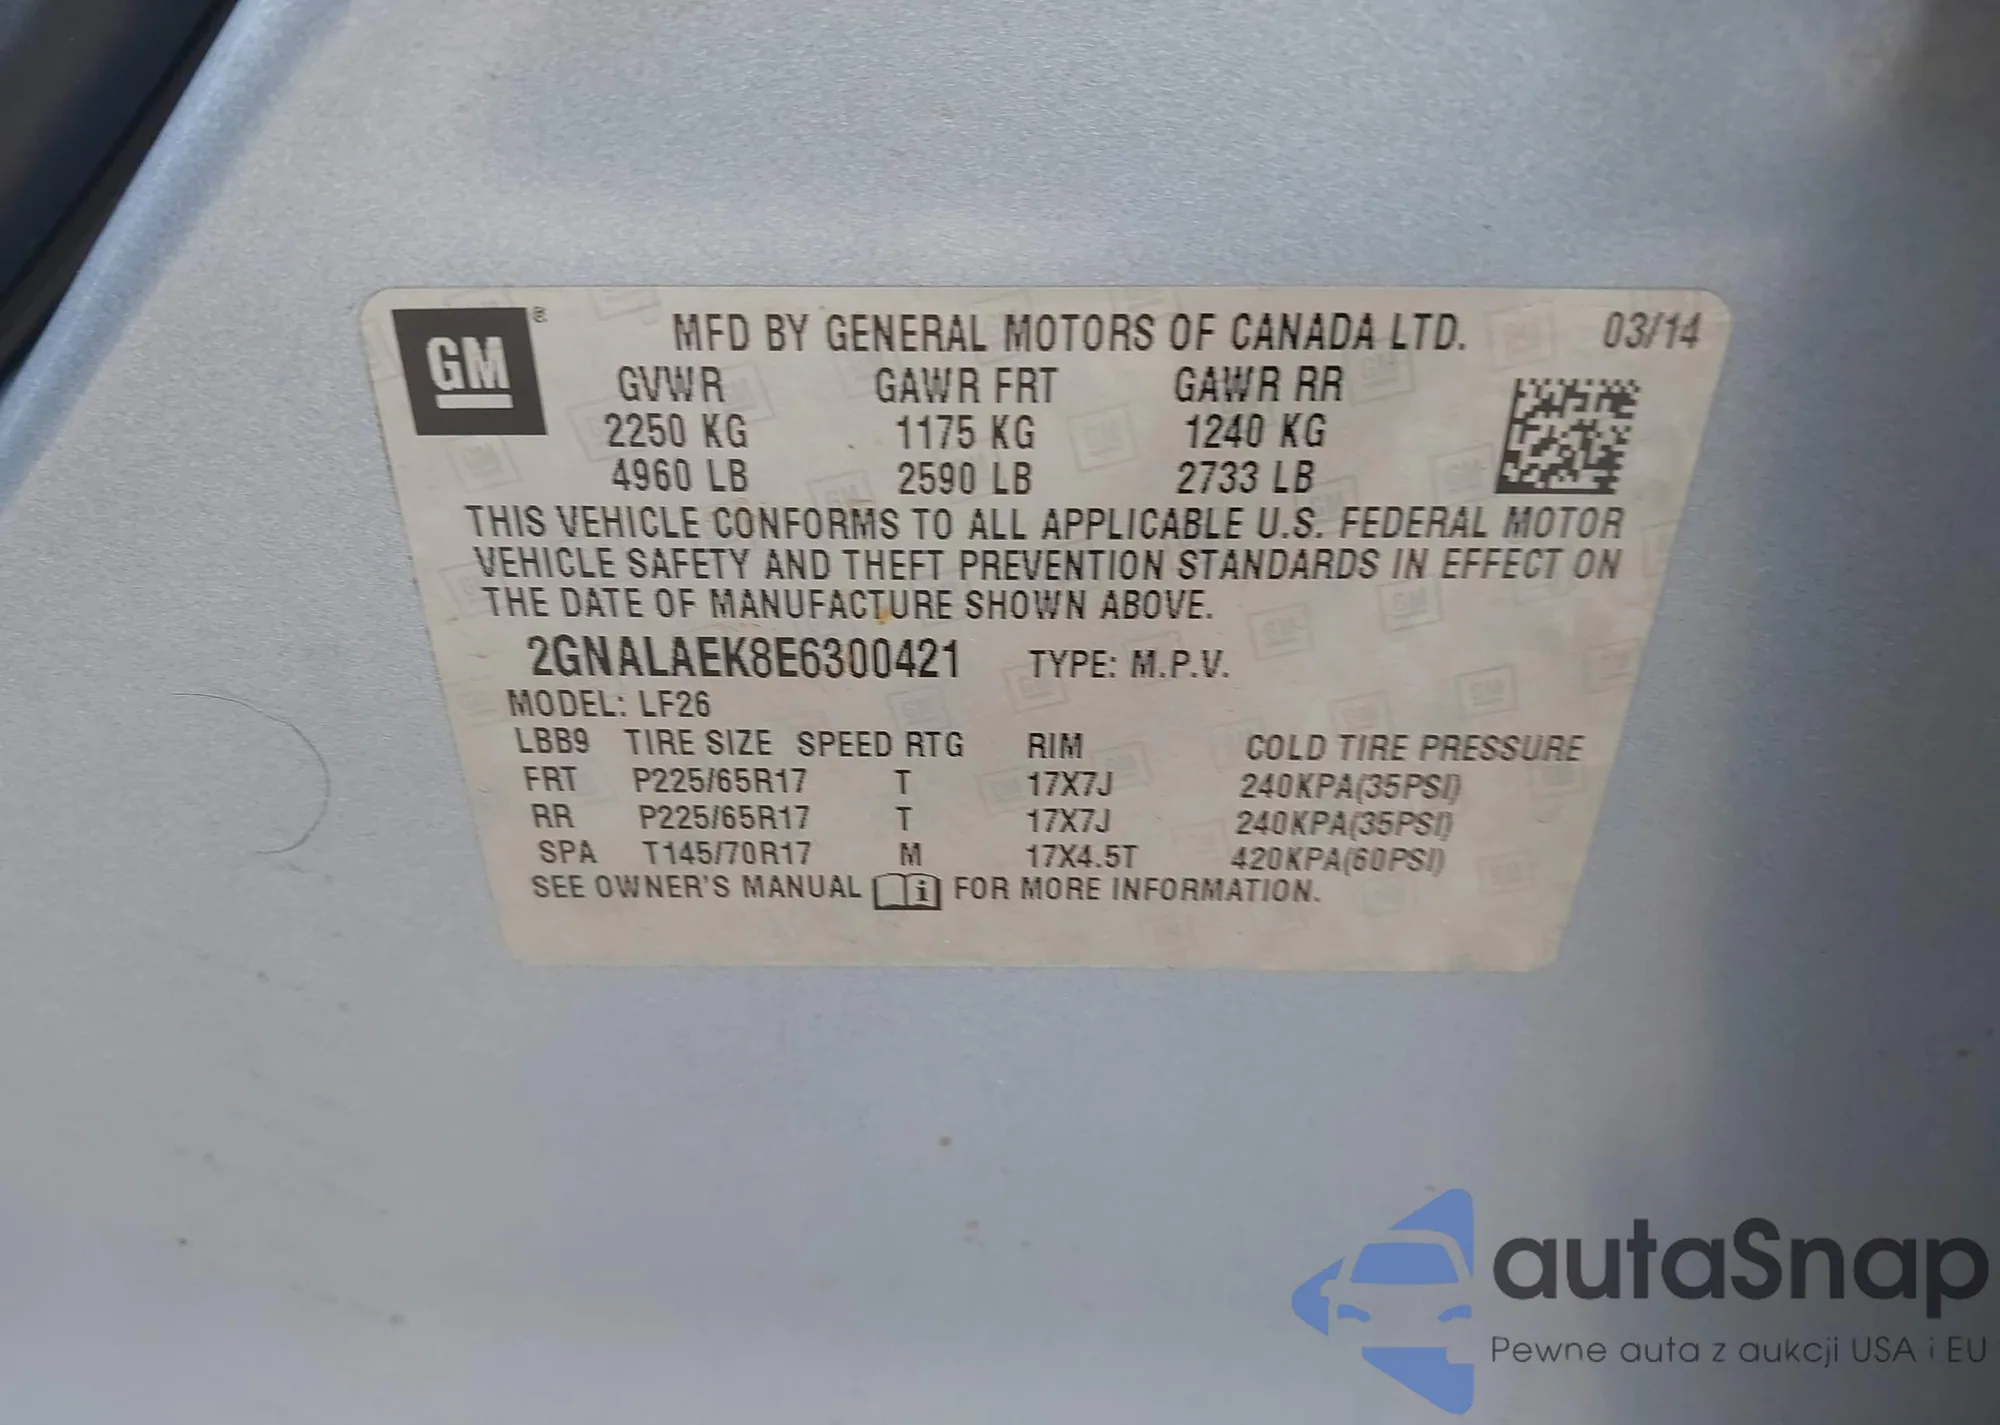 GM ®
MFD BY GENERAL MOTORS OF CANADA LTD. 03/14
GVWR GAWR FRT GAWR RR
2250 KG 1175 KG 1240 KG
4960 LB 2590 LB 2733 LB
THIS VEHICLE CONFORMS TO ALL APPLICABLE U.S. FEDERAL MOTOR
VEHICLE SAFETY AND THEFT PREVENTION STANDARDS IN EFFECT ON
THE DATE OF MANUFACTURE SHOWN ABOVE.
2GNALAEK8E6300421 TYPE: M.P.V.
MODEL: LF26
LBB9 TIRE SIZE SPEED RTG RIM COLD TIRE PRESSURE
FRT P225/65R17 T 17X7J 240KPA(35PSI)
RR P225/65R17 T 17X7J 240KPA(35PSI)
SPA T145/70R17 M 17X4.5T 420KPA(60PSI)
SEE OWNER'S MANUAL i FOR MORE INFORMATION.
autaSnap
Pewne auta z aukcji USA i EU